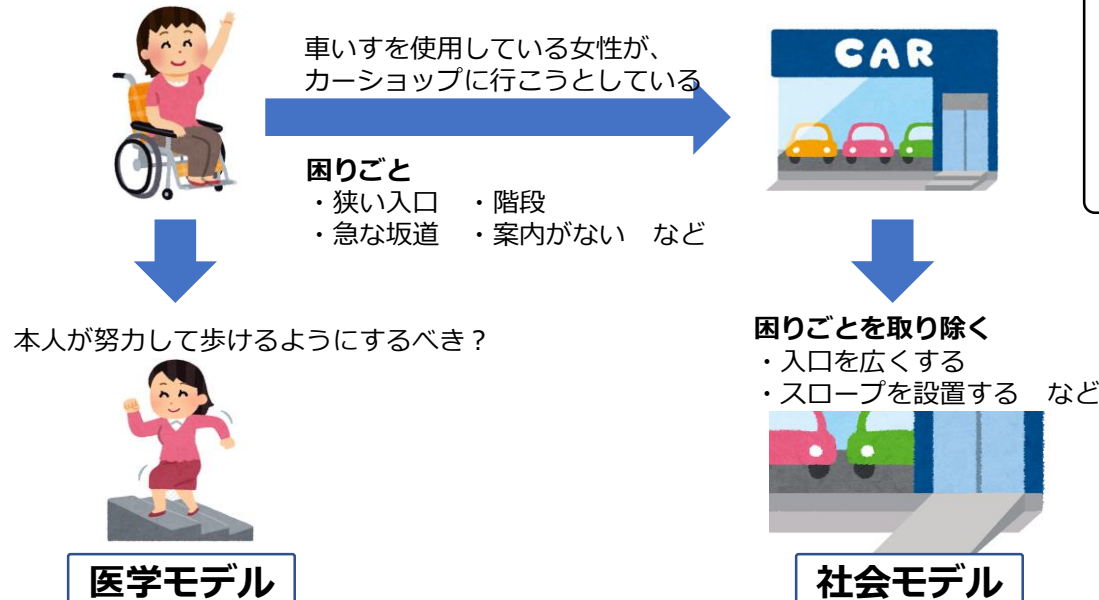 車いすを使用している女性が、
カーショップに行こうとしている
CAR
困りごと
・狭い入口　・階段
・急な坂道　・案内がない　など
本人が努力して歩けるようにするべき？
困りごとを取り除く
・入口を広くする
・スロープを設置する　など
医学モデル
社会モデル